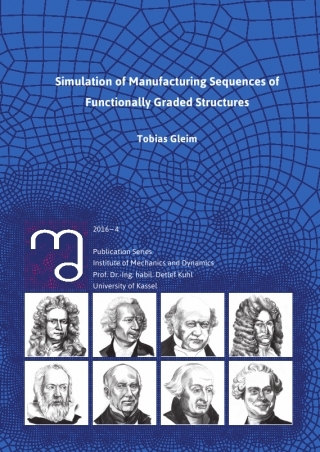 Simulation of Manufacturing Sequences of
Functionally Graded Structures
Tobias Gleim
2016—4
Publication Series
Institute of Mechanics and Dynamics
Prof. Dr.-Ing. habil. Detlef Kuhl
University of Kassel